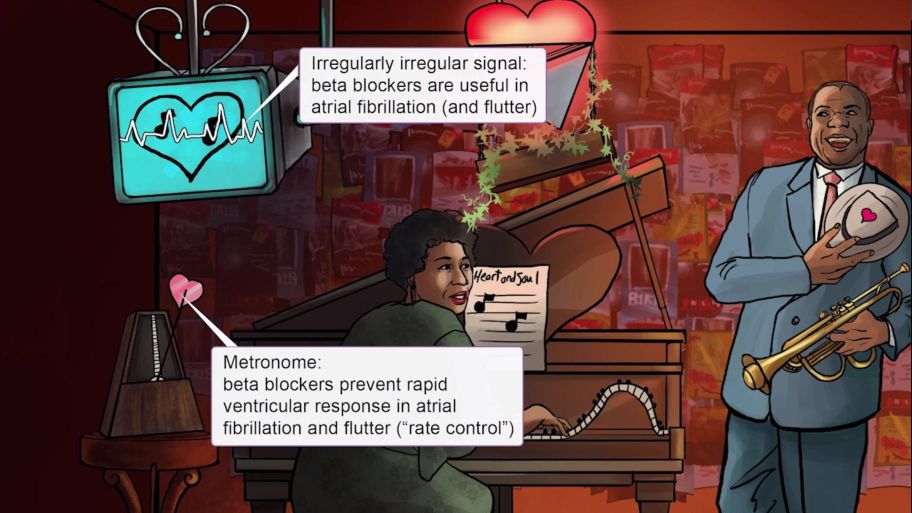 Irregularly irregular signal:
beta blockers are useful in
atrial fibrillation (and flutter)
Heart and Soul
Metronome:
beta blockers prevent rapid
ventricular response in atrial
fibrillation and flutter (“rate control”)